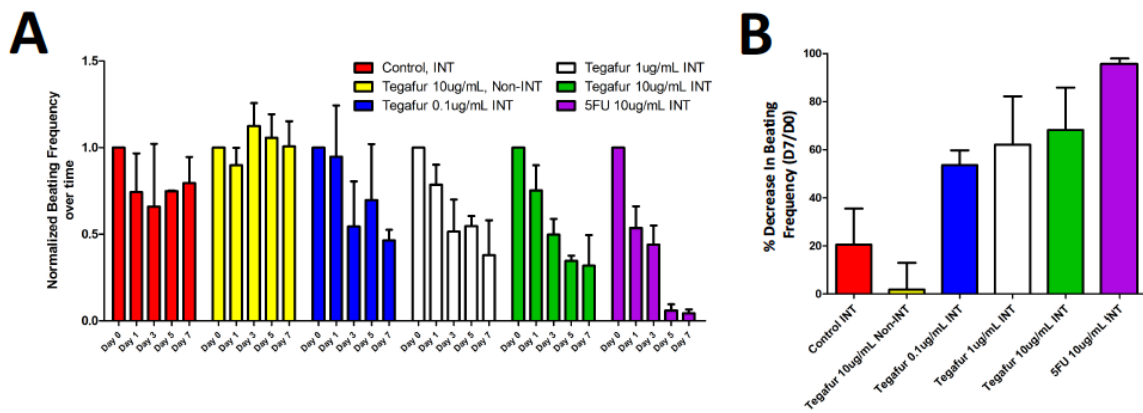 A
Normalized Beating Frequency
over time
1.5
1.0
0.5
0.0
Control, INT
Tegafur 10ug/mL, Non-INT
Tegafur 0.1ug/mL INT
Tegafur 1ug/mL INT
Tegafur 10ug/mL INT
5FU 10ug/mL INT
Day 0
Day 1
Day 3
Day 5
Day 7
Day 0
Day 1
Day 3
Day 5
Day 7
Day 0
Day 1
Day 3
Day 5
Day 7
Day 0
Day 1
Day 3
Day 5
Day 7
Day 0
Day 1
Day 3
Day 5
Day 7
Day 0
Day 1
Day 3
Day 5
Day 7
B
% Decrease In Beating
Frequency (D7/D0)
100
80
60
40
20
0
Control INT
Tegafur 10ug/mL Non-INT
Tegafur 0.1ug/mL INT
Tegafur 1ug/mL INT
Tegafur 10ug/mL INT
5FU 10ug/mL INT